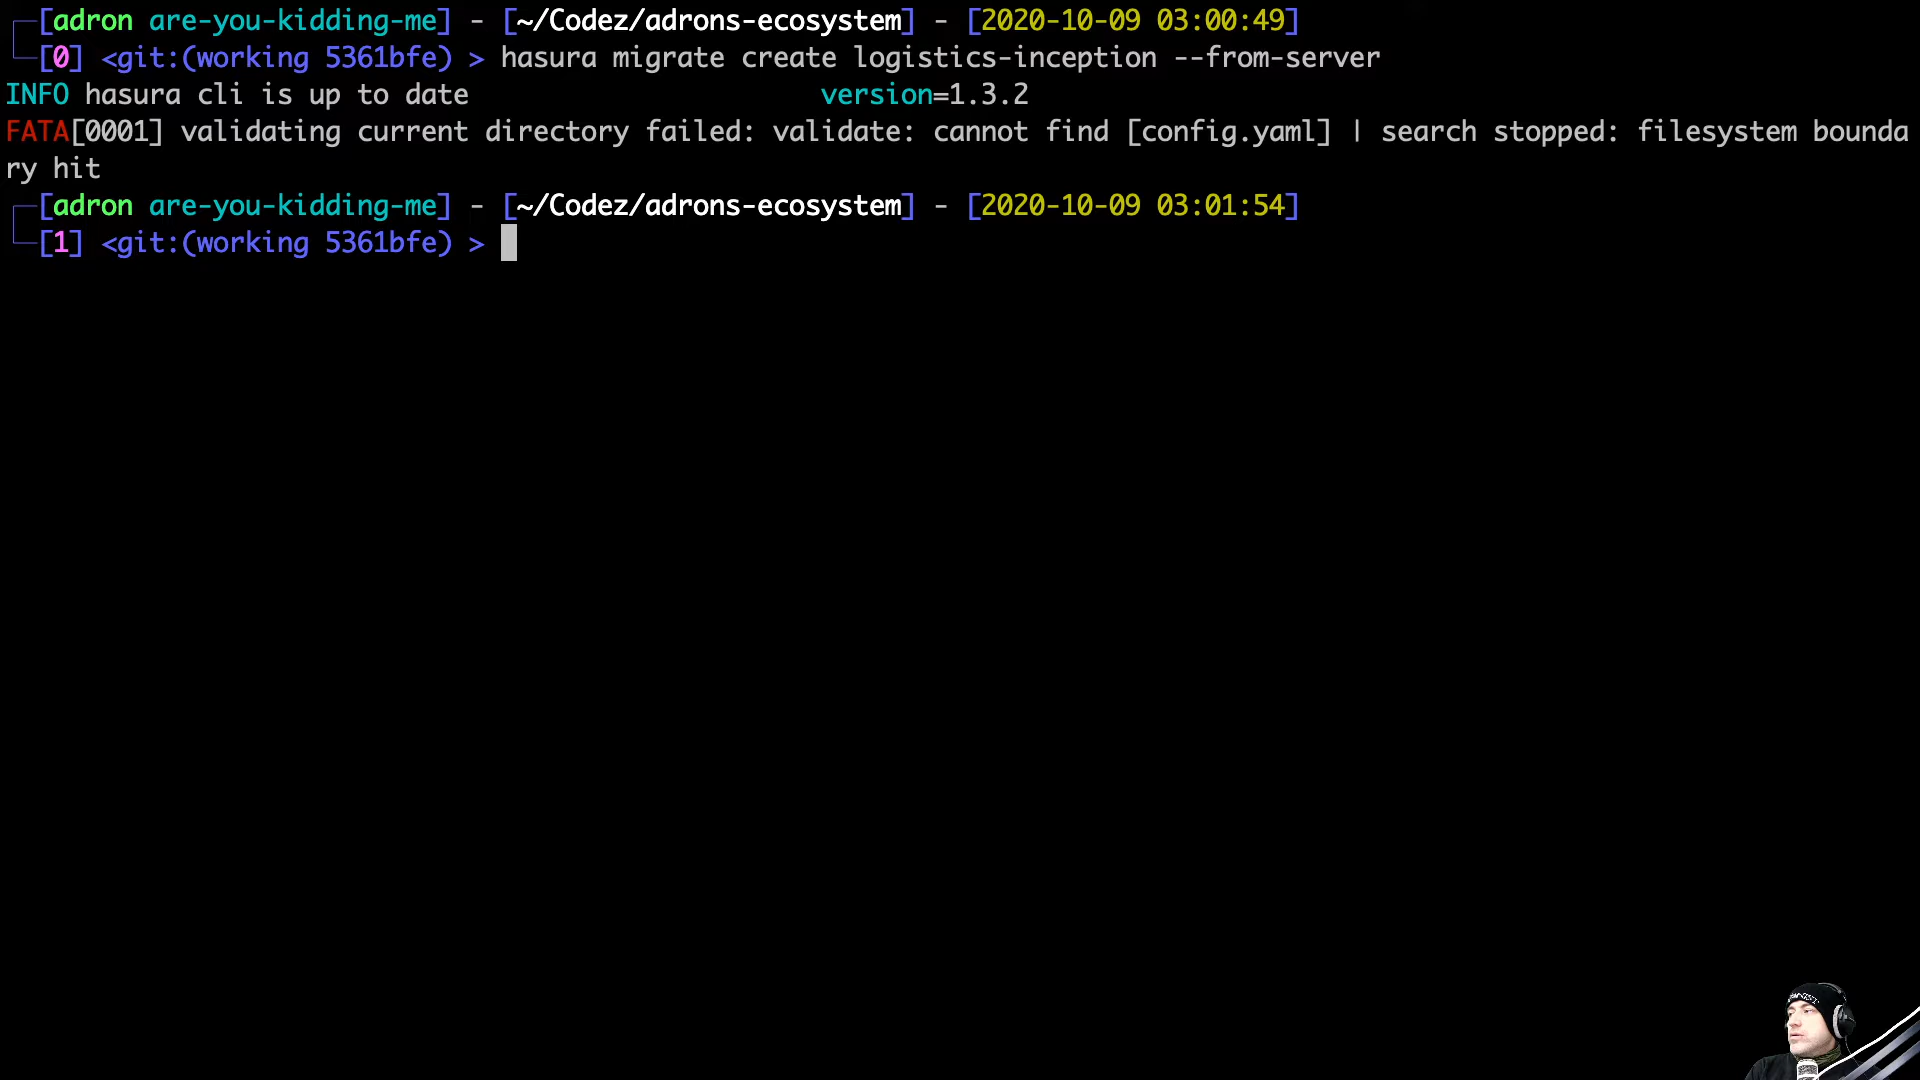 [adron are-you-kidding-me] - [~/Codez/adrons-ecosystem] - [2020-10-09 03:00:49]
[0] <git:(working 5361bfe) > hasura migrate create logistics-inception --from-server
INFO hasura cli is up to date                      version=1.3.2
FATA[0001] validating current directory failed: validate: cannot find [config.yaml] | search stopped: filesystem bounda
ry hit
[adron are-you-kidding-me] - [~/Codez/adrons-ecosystem] - [2020-10-09 03:01:54]
[1] <git:(working 5361bfe) >